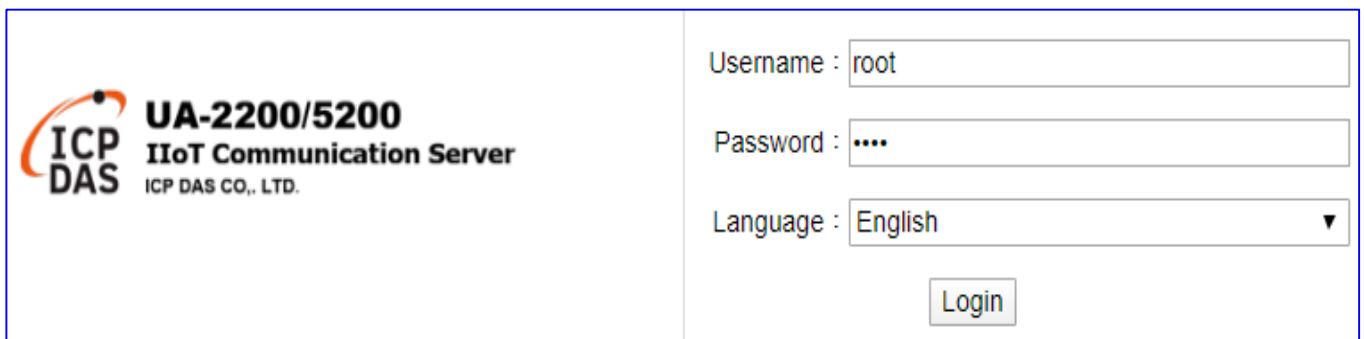 ICP
DAS
UA-2200/5200
IIoT Communication Server
ICP DAS CO,. LTD.
Username : root
Password : ••••
Language : English ▼
Login